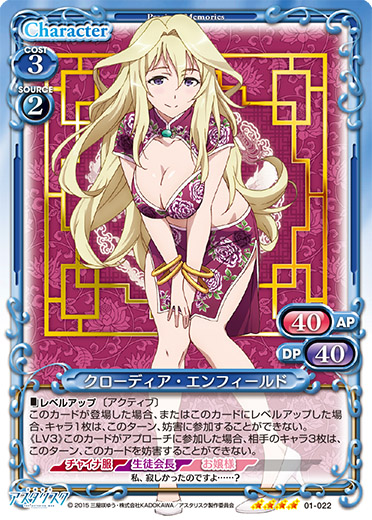 Precious Memories
Character
COST
3
SOURCE
2
40 AP
DP 40
クローディア・エンフィールド
■レベルアップ [アクティブ]
このカードが登場した場合、またはこのカードにレベルアップした場
合、キャラ1枚は、このターン、妨害に参加することができない。
《LV3》このカードがアプローチに参加した場合、相手のキャラ3枚は、
このターン、このカードを妨害することができない。
チャイナ服 生徒会長 お嬢様
私、寂しかったのですよ……?
アスタリスク
©2015 三屋咲ゆう・株式会社KADOKAWA/アスタリスク製作委員会
01-022